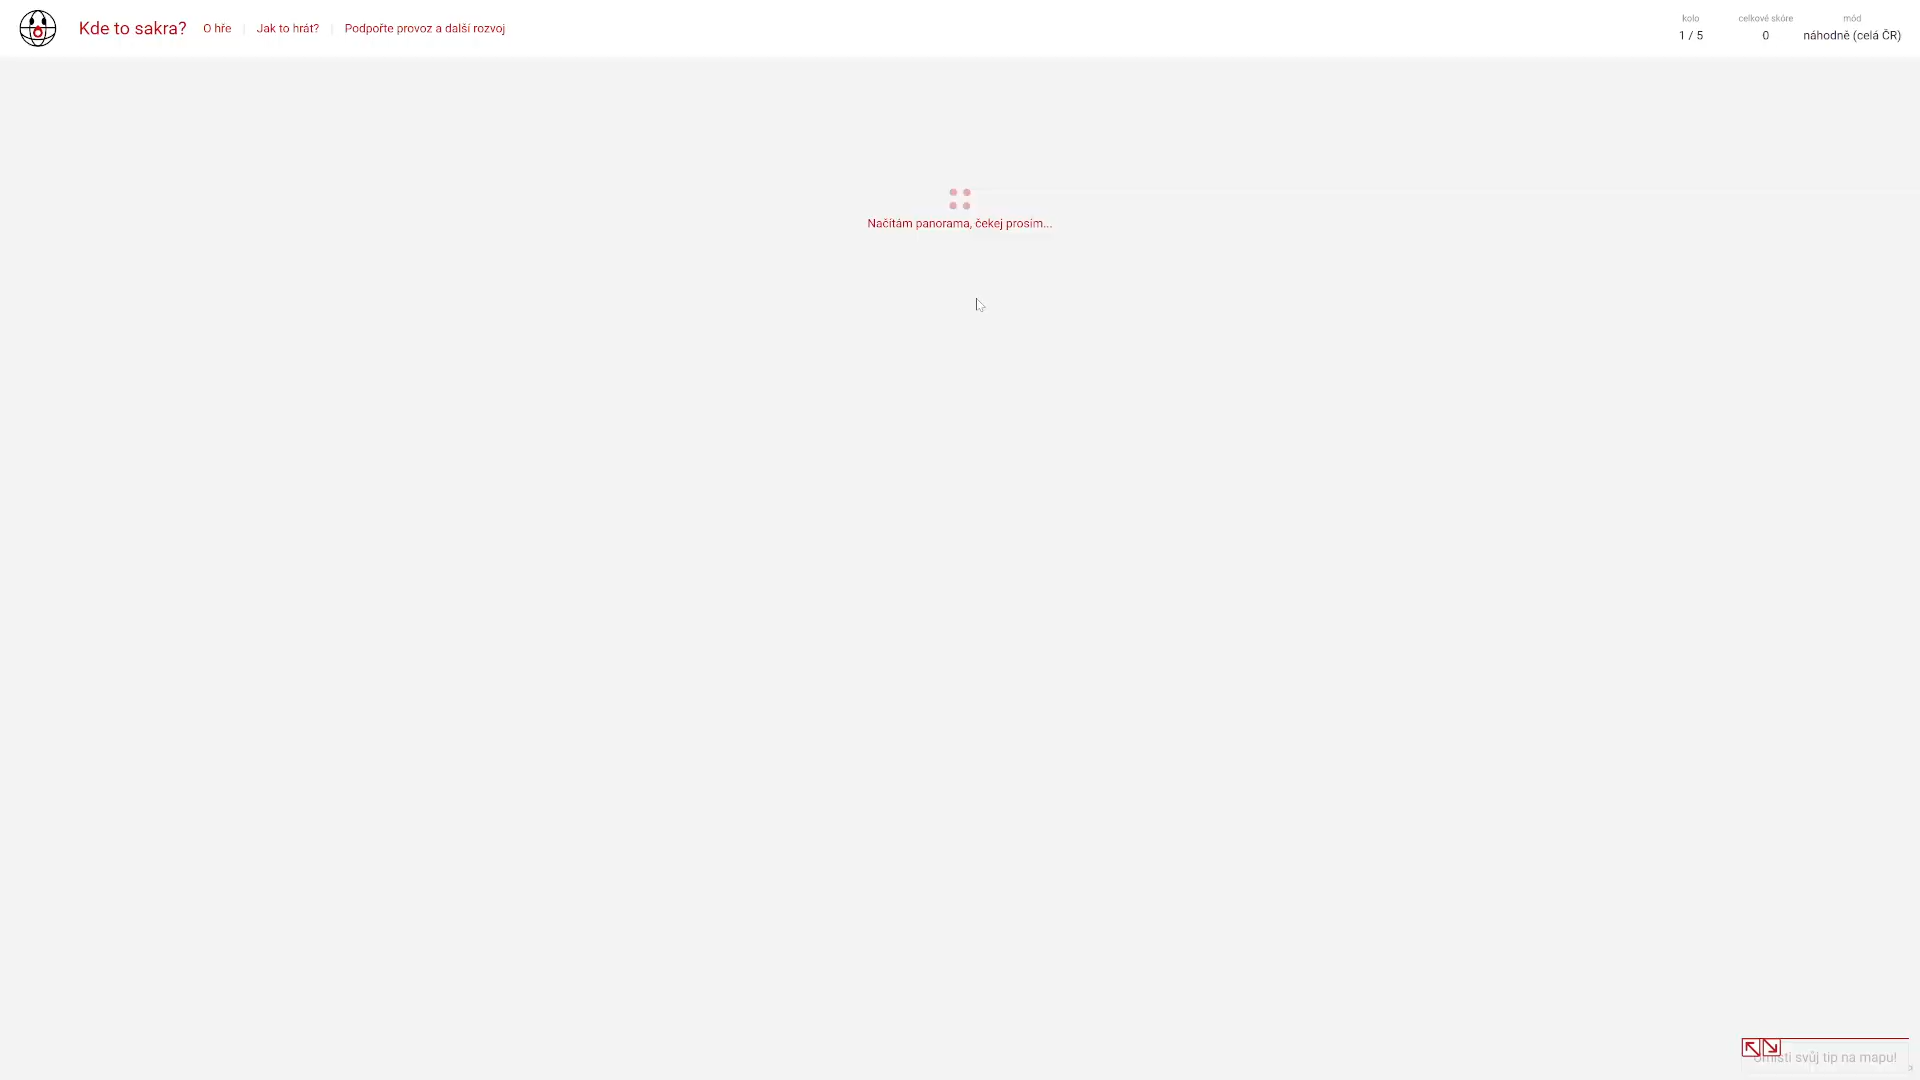 Kde to sakra?
O hře
Jak to hrát?
Podpořte provoz a další rozvoj
kolo
1 / 5
celkové skóre
0
mód
náhodně (celá ČR)
Načítám panorama, čekej prosím...
svůj tip na mapu!